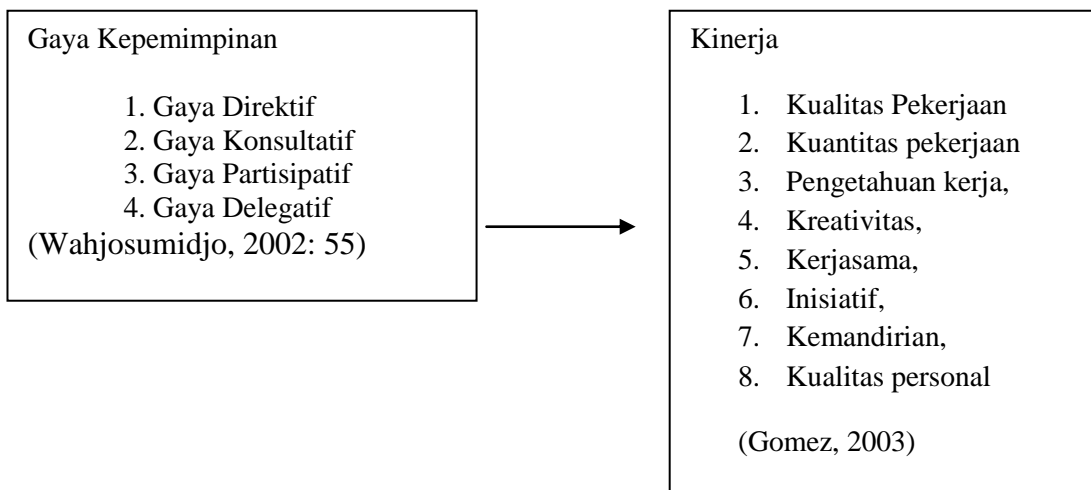 Gaya Kepemimpinan
1. Gaya Direktif
2. Gaya Konsultatif
3. Gaya Partisipatif
4. Gaya Delegatif
(Wahjosumidjo, 2002: 55)
Kinerja
1. Kualitas Pekerjaan
2. Kuantitas pekerjaan
3. Pengetahuan kerja,
4. Kreativitas,
5. Kerjasama,
6. Inisiatif,
7. Kemandirian,
8. Kualitas personal
(Gomez, 2003)